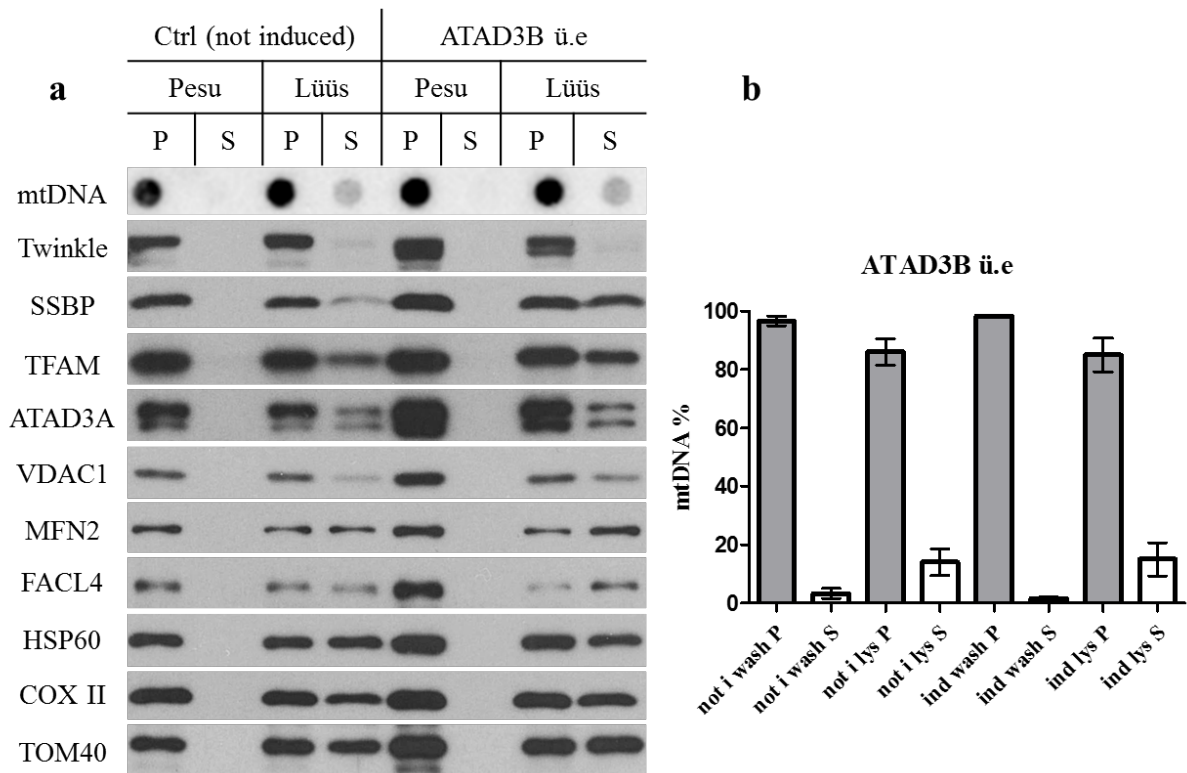 Ctrl (not induced) ATAD3B ü.e
a Pesu Lüüs Pesu Lüüs b
P S P S P S P S
mtDNA
Twinkle
SSBP
TFAM
ATAD3A
VDAC1
MFN2
FACL4
HSP60
COX II
TOM40
ATAD3B ü.e
mtDNA %
100
80
60
40
20
0
not i wash P
not i wash S
not i lys P
not i lys S
ind wash P
ind wash S
ind lys P
ind lys S